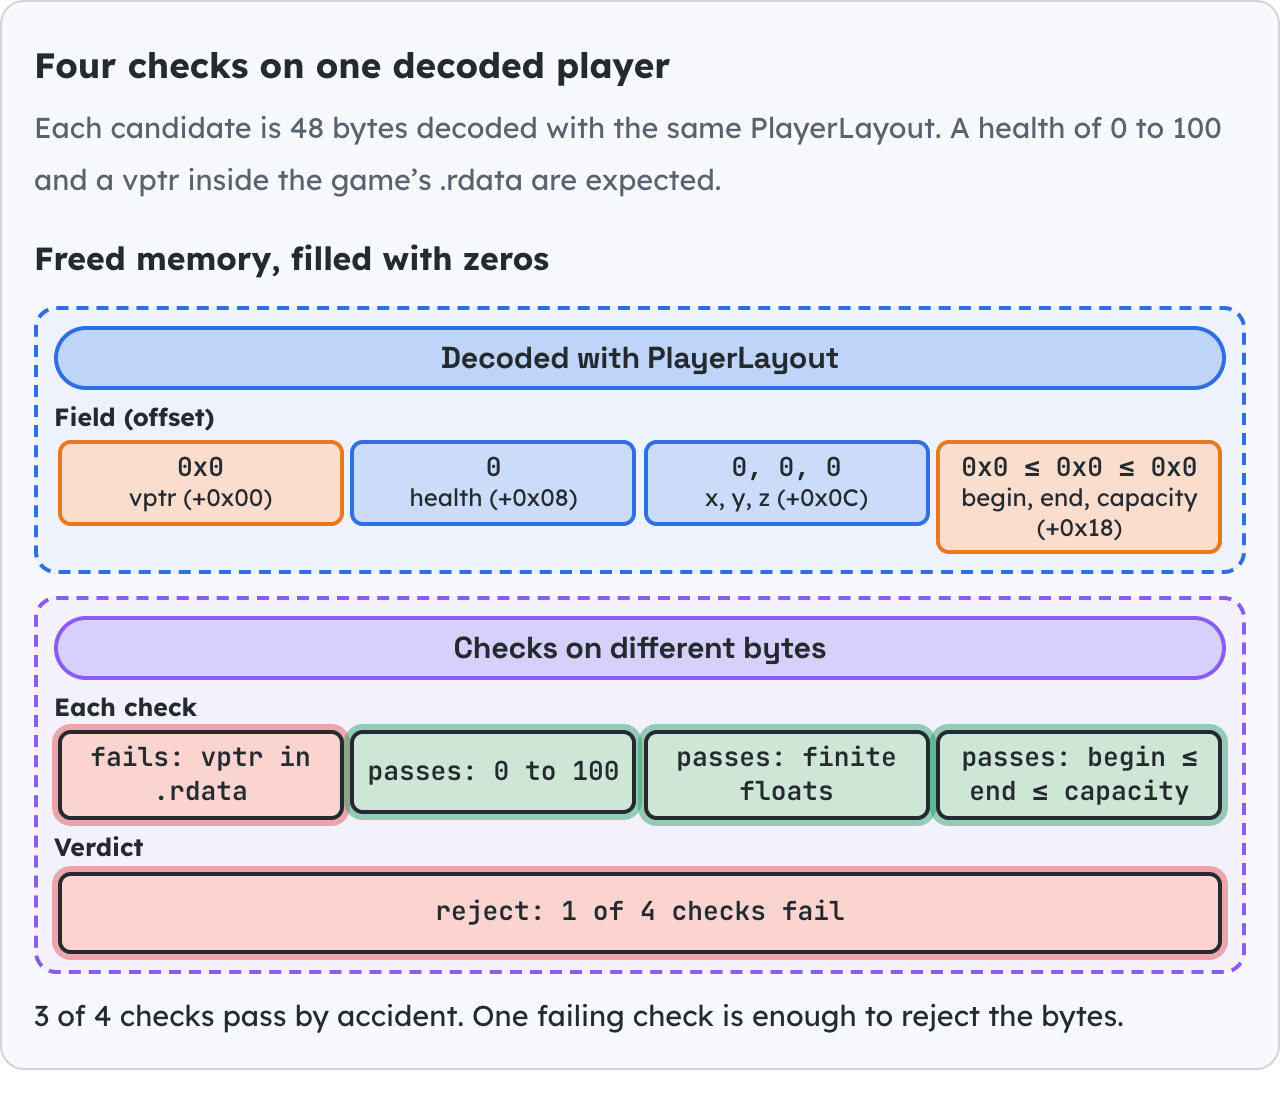 Four checks on one decoded player
Each candidate is 48 bytes decoded with the same PlayerLayout. A health of 0 to 100
and a vptr inside the game’s .rdata are expected.
Freed memory, filled with zeros
Decoded with PlayerLayout
Field (offset)
0x0
vptr (+0x00)
0
health (+0x08)
0, 0, 0
x, y, z (+0x0C)
0x0 ≤ 0x0 ≤ 0x0
begin, end, capacity
(+0x18)
Checks on different bytes
Each check
fails: vptr in
.rdata
passes: 0 to 100
passes: finite
floats
passes: begin ≤
end ≤ capacity
Verdict
reject: 1 of 4 checks fail
3 of 4 checks pass by accident. One failing check is enough to reject the bytes.